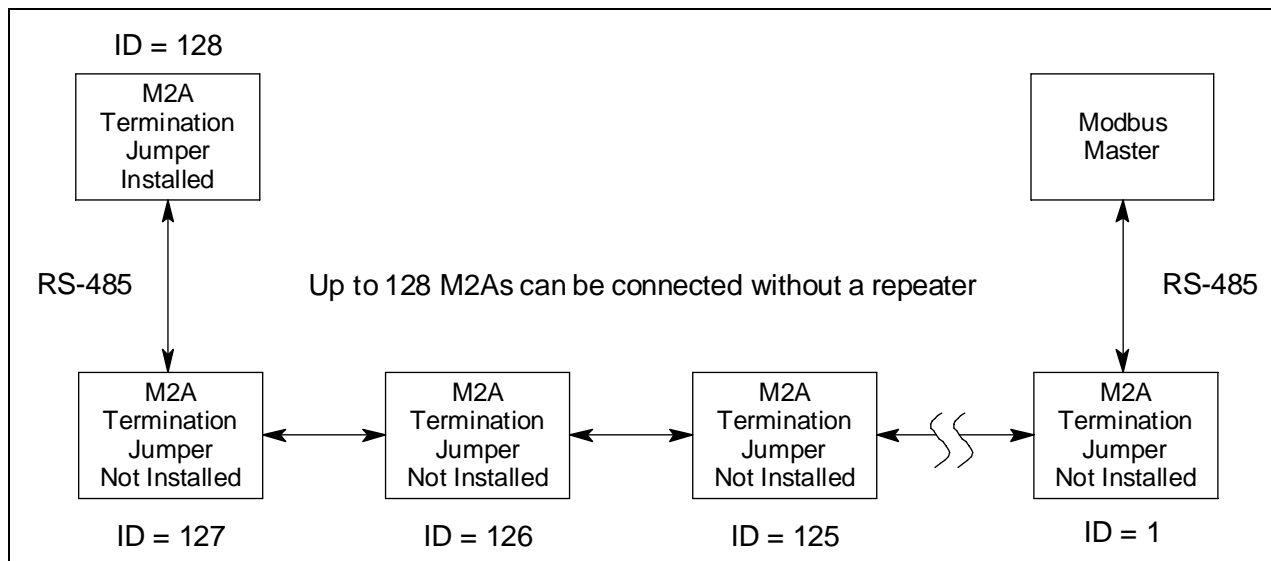 ID = 128
M2A
Termination
Jumper
Installed
Modbus
Master
RS-485
Up to 128 M2As can be connected without a repeater
RS-485
M2A
Termination
Jumper
Not Installed
M2A
Termination
Jumper
Not Installed
M2A
Termination
Jumper
Not Installed
M2A
Termination
Jumper
Not Installed
ID = 127
ID = 126
ID = 125
ID = 1